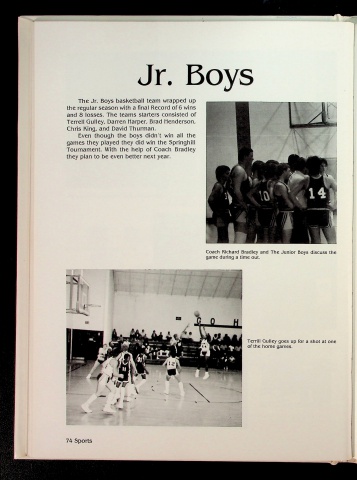 Jr. Boys
The Jr. Boys basketball team wrapped up
the regular season with a final Record of 6 wins
and 8 losses. The teams starters consisted of
Terrell Gulley, Darren Harper, Brad Henderson,
Chris King, and David Thurman.
Even though the boys didn't win all the
games they played they did win the Springhill
Tournament. With the help of Coach Bradley
they plan to be even better next year.
10
14
Coach Richard Bradley and The Junior Boys discuss the
game during a time out.
G O H
12
Terrill Gulley goes up for a shot at one
of the home games.
74 Sports